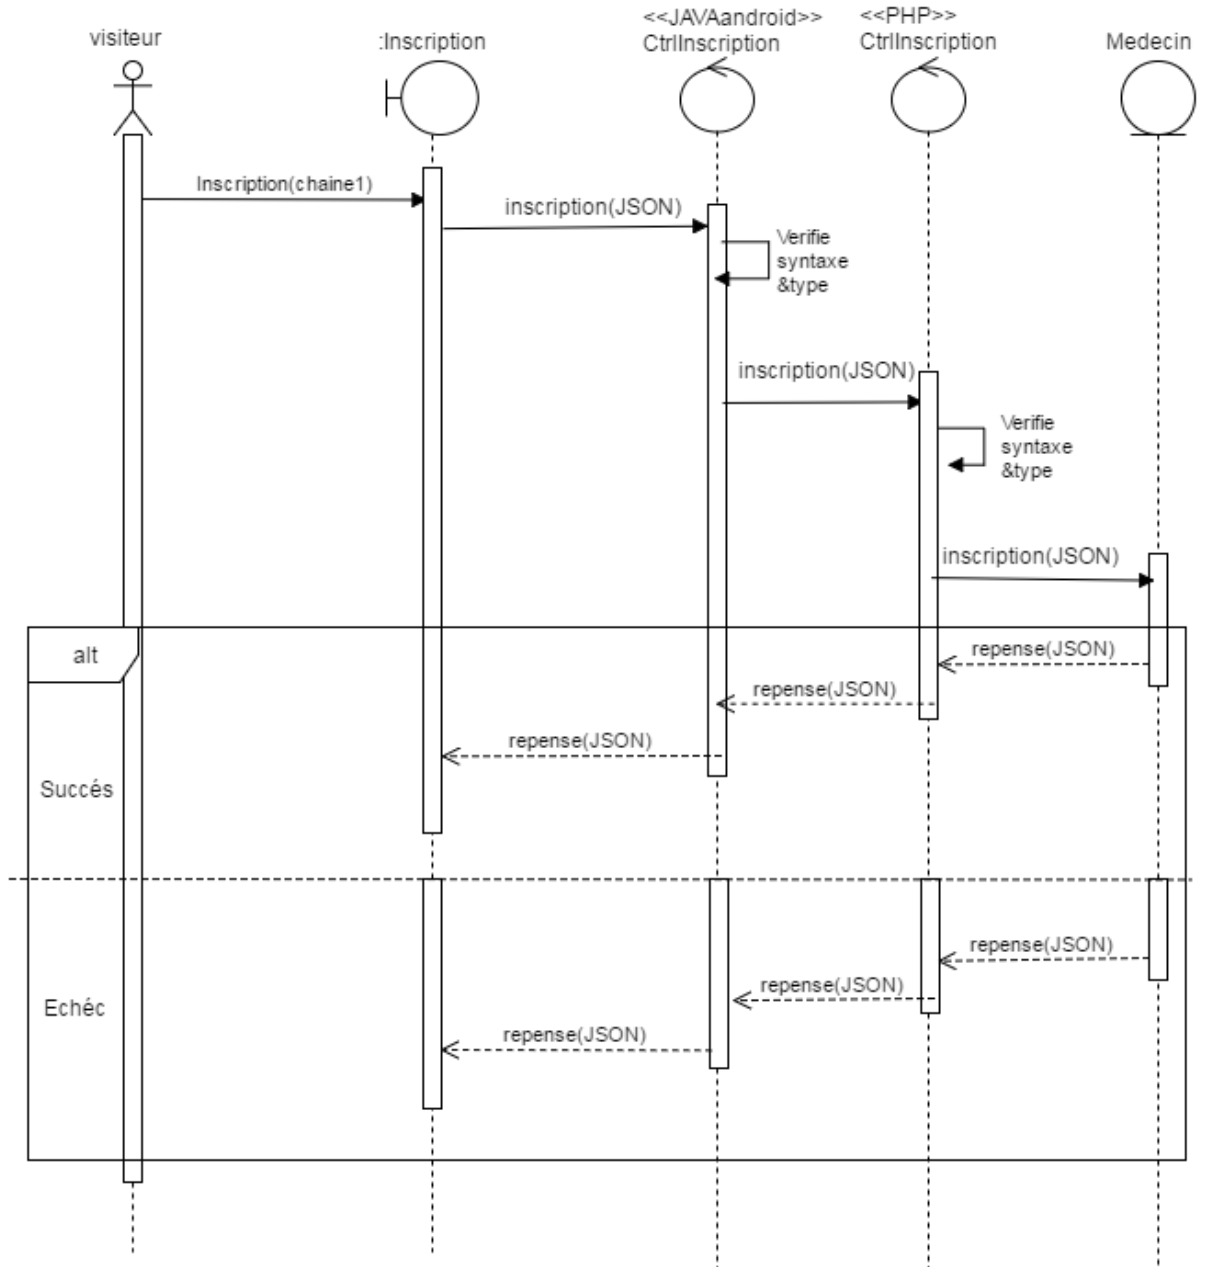 visiteur
:Inscription
<<JAVAandroid>>
CtrlInscription
<<PHP>>
CtrlInscription
Medecin
Inscription(chaine1)
inscription(JSON)
Verifie
syntaxe
&type
inscription(JSON)
Verifie
syntaxe
&type
inscription(JSON)
alt
repense(JSON)
repense(JSON)
repense(JSON)
Succés
repense(JSON)
repense(JSON)
Echéc
repense(JSON)